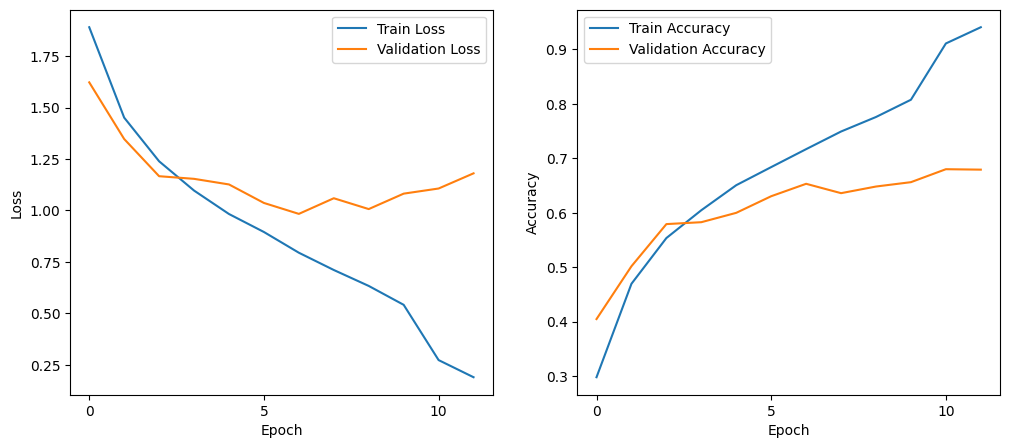 Train Loss
Validation Loss
1.75
1.50
1.25
1.00
0.75
0.50
0.25
Loss
0
5
10
Epoch
Train Accuracy
Validation Accuracy
0.9
0.8
0.7
0.6
0.5
0.4
0.3
Accuracy
0
5
10
Epoch